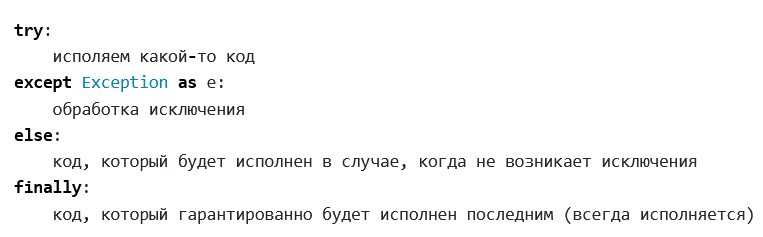 try:
исполяем какой-то код
except Exception as e:
обработка исключения
else:
код, который будет исполнен в случае, когда не возникает исключения
finally:
код, который гарантированно будет исполнен последним (всегда исполняется)